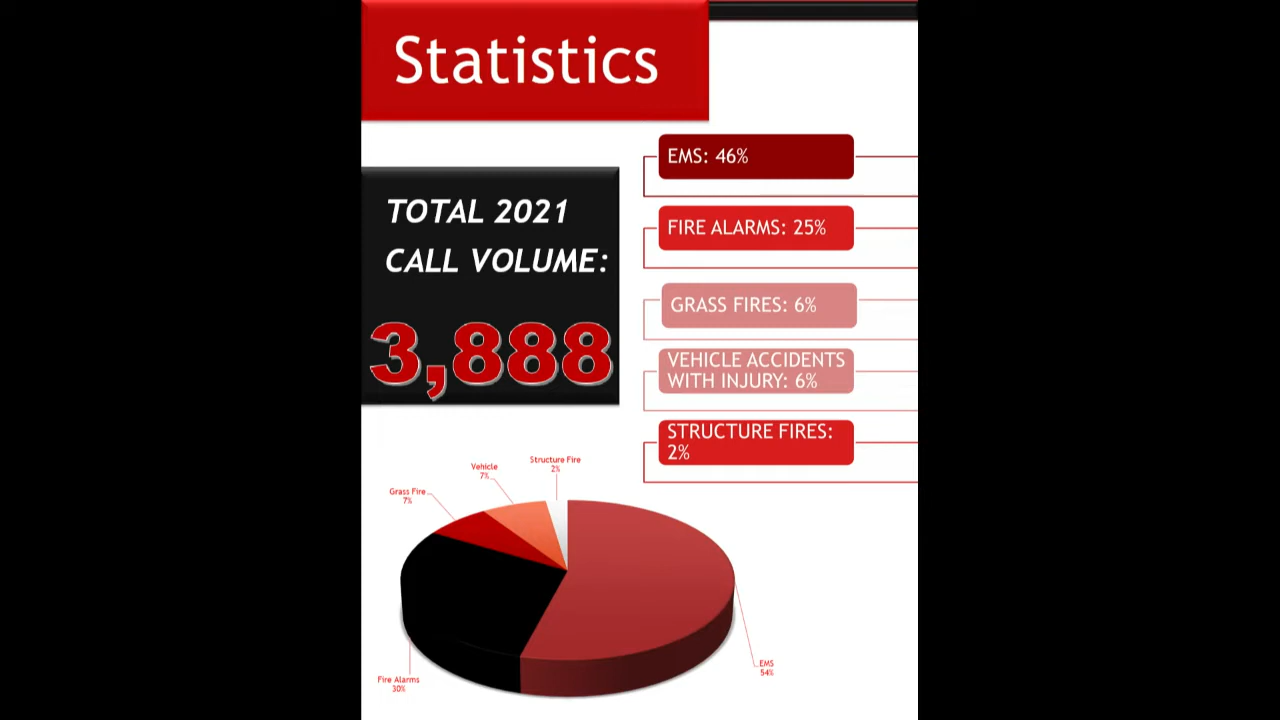 Statistics
TOTAL 2021
CALL VOLUME:
3,888
EMS: 46%
FIRE ALARMS: 25%
GRASS FIRES: 6%
VEHICLE ACCIDENTS
WITH INJURY: 6%
STRUCTURE FIRES:
2%
Structure Fire
2%
Vehicle
7%
Grass Fire
7%
EMS
54%
Fire Alarms
30%